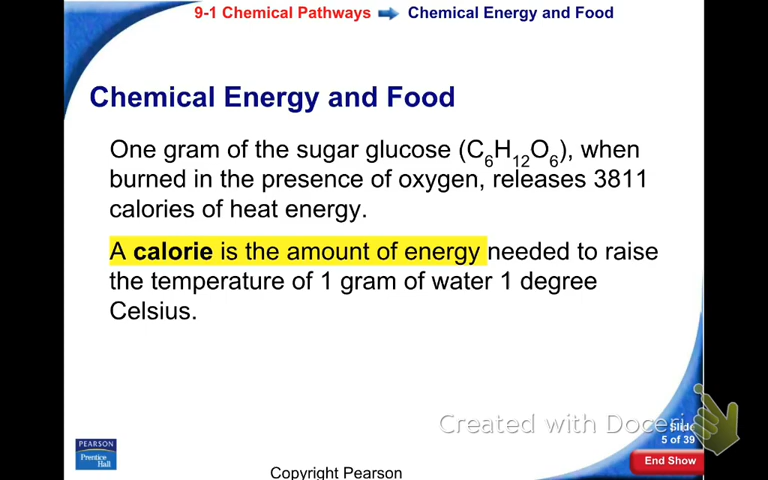 9-1 Chemical Pathways Chemical Energy and Food
Chemical Energy and Food
One gram of the sugar glucose (C₆H₁₂O₆), when
burned in the presence of oxygen, releases 3811
calories of heat energy.
A calorie is the amount of energy needed to raise
the temperature of 1 gram of water 1 degree
Celsius.
Created with Doceri
Slide
5 of 39
PEARSON
Prentice
Hall
End Show
Copyright Pearson